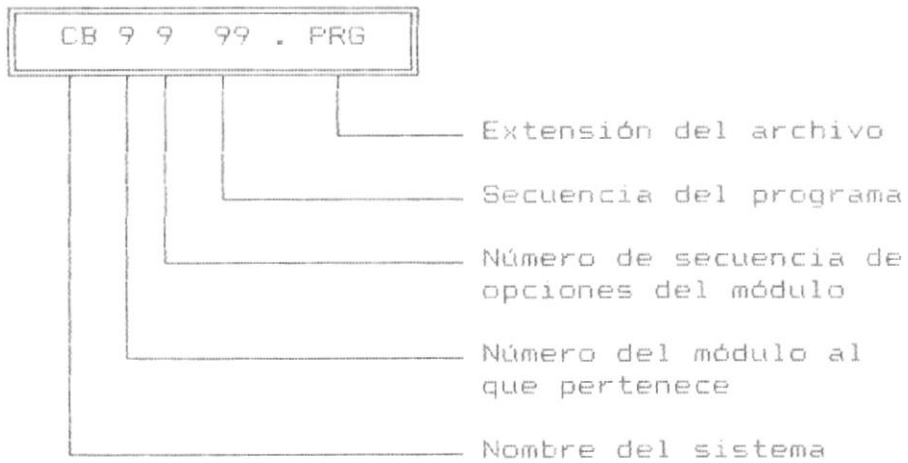 CB 9 9 99 . PRG
Extensión del archivo
Secuencia del programa
Número de secuencia de
opciones del módulo
Número del módulo al
que pertenece
Nombre del sistema